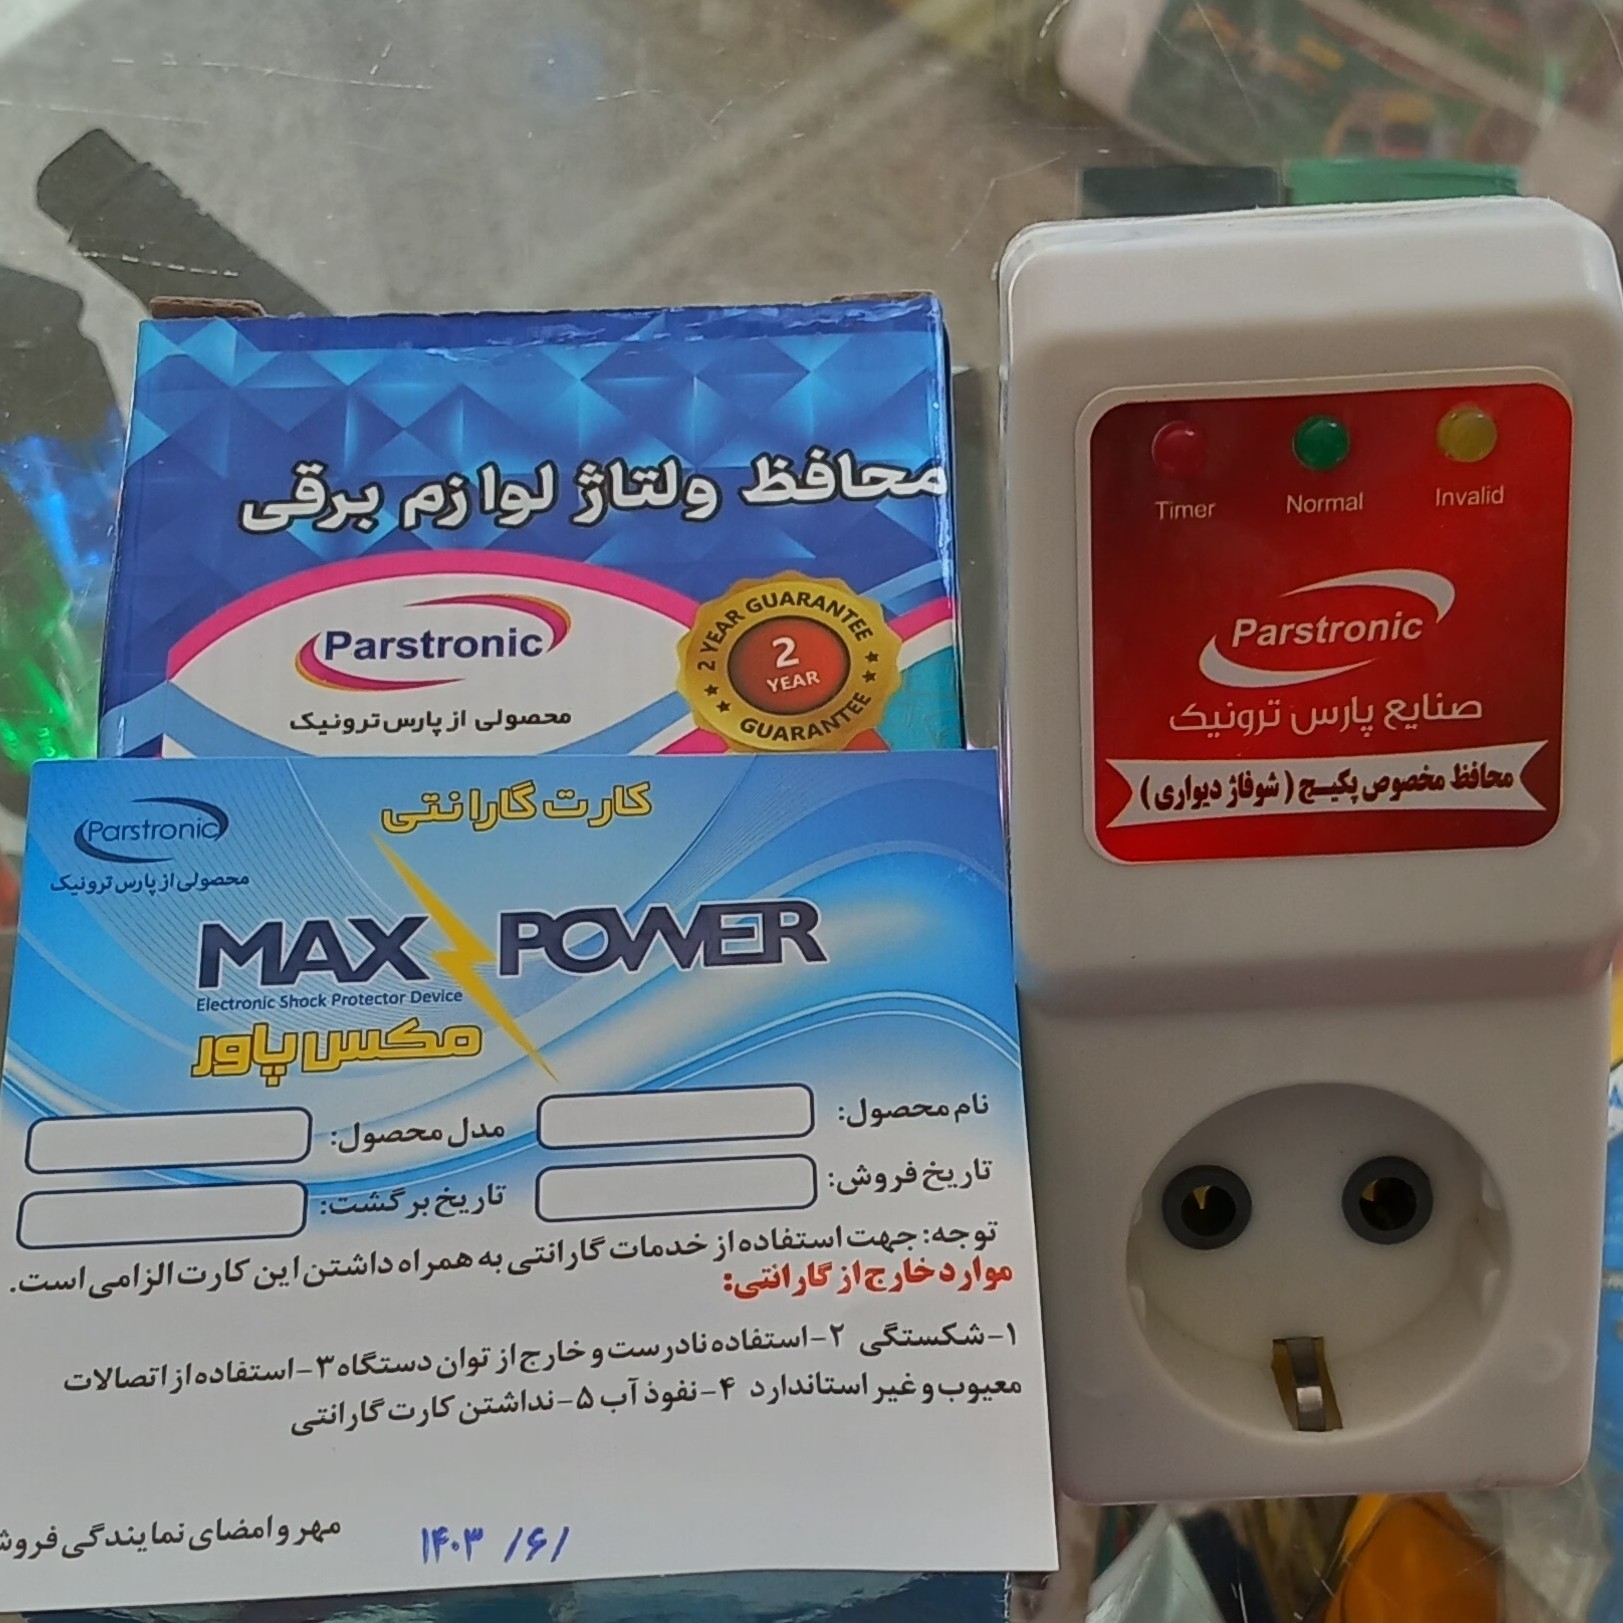 محافظ ولتاژ لوازم برقی
Parstronic
محصولی از پارس ترونیک
2 YEAR GUARANTEE
2
YEAR
GUARANTEE
کارت گارانتی
Parstronic
محصولی از پارس ترونیک
MAX POWER
Electronic Shock Protector Device
مکس پاور
نام محصول:
مدل محصول:
تاریخ فروش:
تاریخ برگشت:
توجه: جهت استفاده از خدمات گارانتی به همراه داشتن این کارت الزامی است.
موارد خارج از گارانتی:
۱-شکستگی ۲-استفاده نادرست و خارج از توان دستگاه ۳-استفاده از اتصالات
معیوب و غیر استاندارد ۴-نفوذ آب ۵-نداشتن کارت گارانتی
مهر و امضای نمایندگی
۱۴۰۳ /۶/
Timer
Normal
Invalid
Parstronic
صنایع پارس ترونیک
محافظ مخصوص پکیج (شوفاژ دیواری)